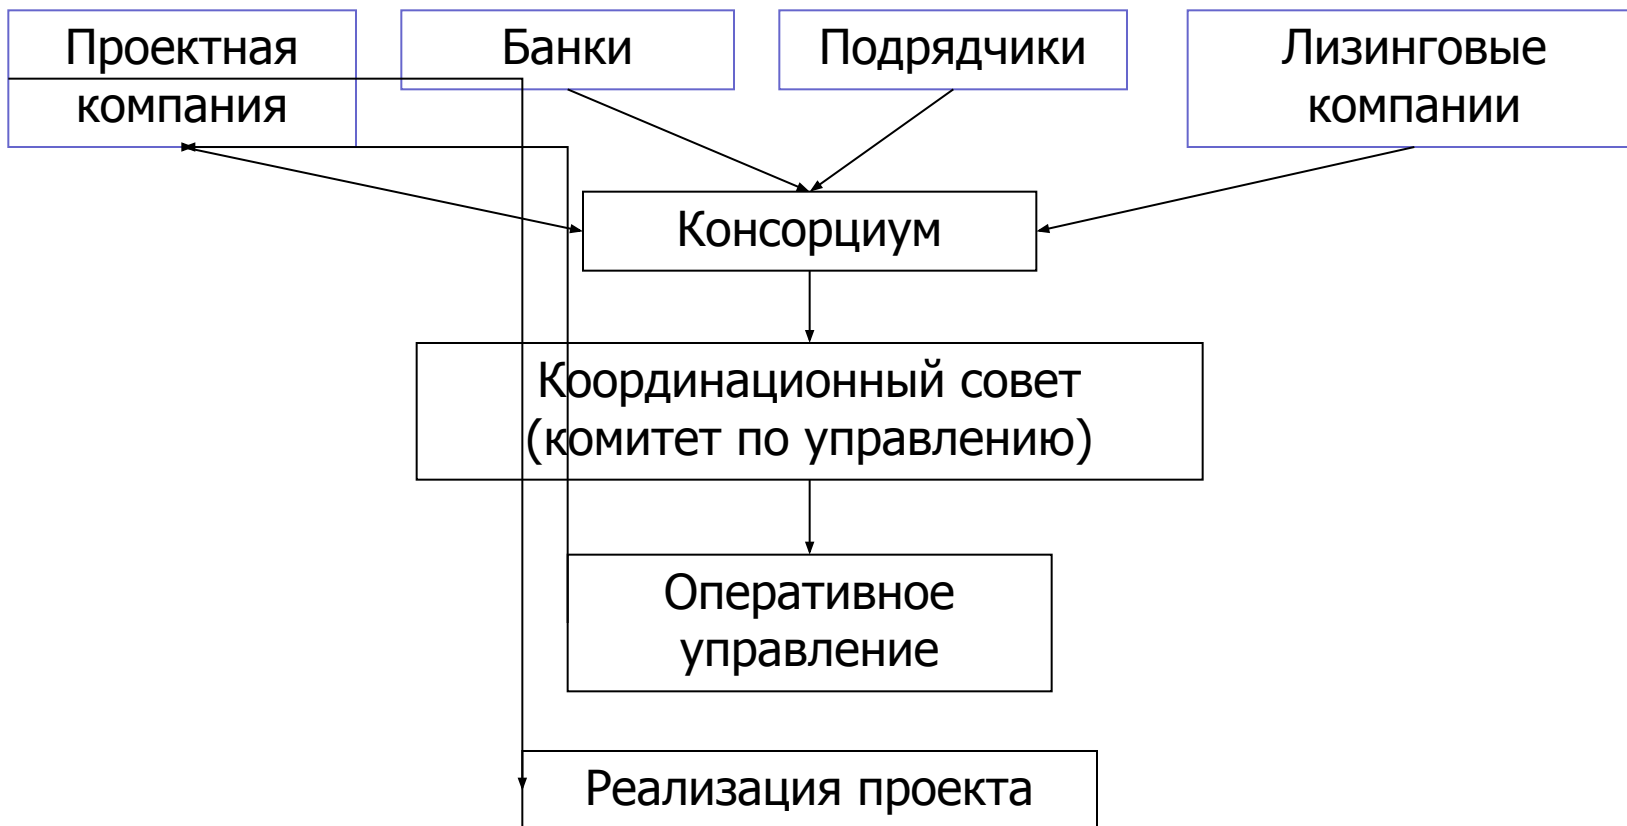 Проектная
компания
Банки
Подрядчики
Лизинговые
компании
Консорциум
Координационный совет
(комитет по управлению)
Оперативное
управление
Реализация проекта